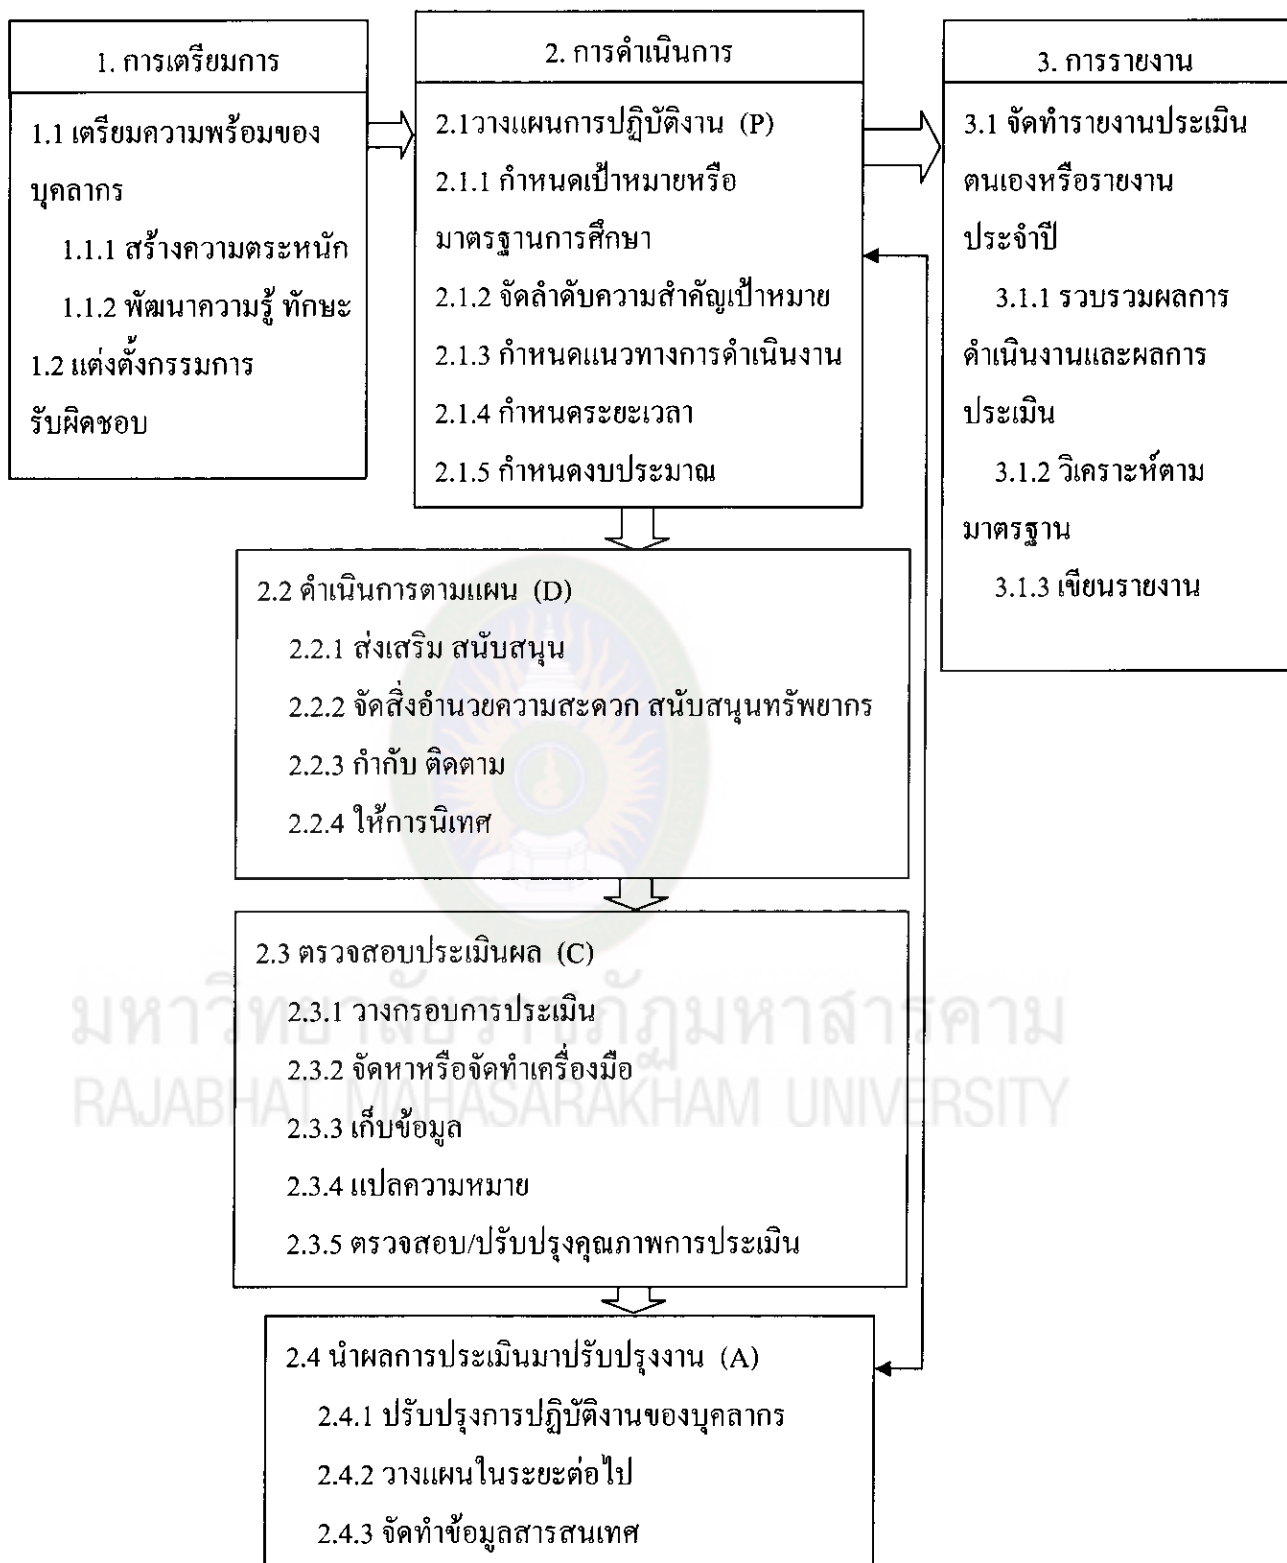 1. การเตรียมการ
1.1 เตรียมความพร้อมของ
บุคลากร
1.1.1 สร้างความตระหนัก
1.1.2 พัฒนาความรู้ ทักษะ
1.2 แต่งตั้งกรรมการ
รับผิดชอบ
2. การดำเนินการ
2.1วางแผนการปฏิบัติงาน (P)
2.1.1 กำหนดเป้าหมายหรือ
มาตรฐานการศึกษา
2.1.2 จัดลำดับความสำคัญเป้าหมาย
2.1.3 กำหนดแนวทางการดำเนินงาน
2.1.4 กำหนดระยะเวลา
2.1.5 กำหนดงบประมาณ
3. การรายงาน
3.1 จัดทำรายงานประเมิน
ตนเองหรือรายงาน
ประจำปี
3.1.1 รวบรวมผลการ
ดำเนินงานและผลการ
ประเมิน
3.1.2 วิเคราะห์ตาม
มาตรฐาน
3.1.3 เขียนรายงาน
2.2 ดำเนินการตามแผน (D)
2.2.1 ส่งเสริม สนับสนุน
2.2.2 จัดสิ่งอำนวยความสะดวก สนับสนุนทรัพยากร
2.2.3 กำกับ ติดตาม
2.2.4 ให้การนิเทศ
2.3 ตรวจสอบประเมินผล (C)
2.3.1 วางกรอบการประเมิน
2.3.2 จัดหาหรือจัดทำเครื่องมือ
2.3.3 เก็บข้อมูล
2.3.4 แปลความหมาย
2.3.5 ตรวจสอบ/ปรับปรุงคุณภาพการประเมิน
มหาวิทยาลัยราชภัฏมหาสารคาม
RAJABHAT MAHASARAKHAM UNIVERSITY
2.4 นำผลการประเมินมาปรับปรุงงาน (A)
2.4.1 ปรับปรุงการปฏิบัติงานของบุคลากร
2.4.2 วางแผนในระยะต่อไป
2.4.3 จัดทำข้อมูลสารสนเทศ